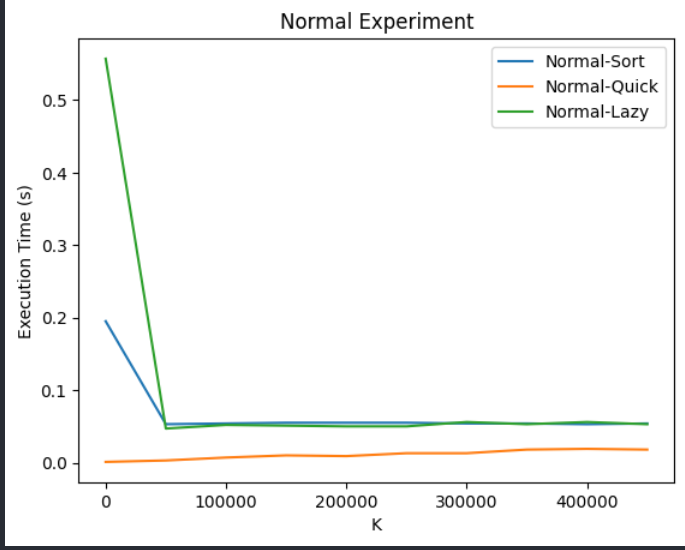 Normal Experiment
Normal-Sort
Normal-Quick
Normal-Lazy
Execution Time (s)
0.5
0.4
0.3
0.2
0.1
0.0
0 100000 200000 300000 400000
K